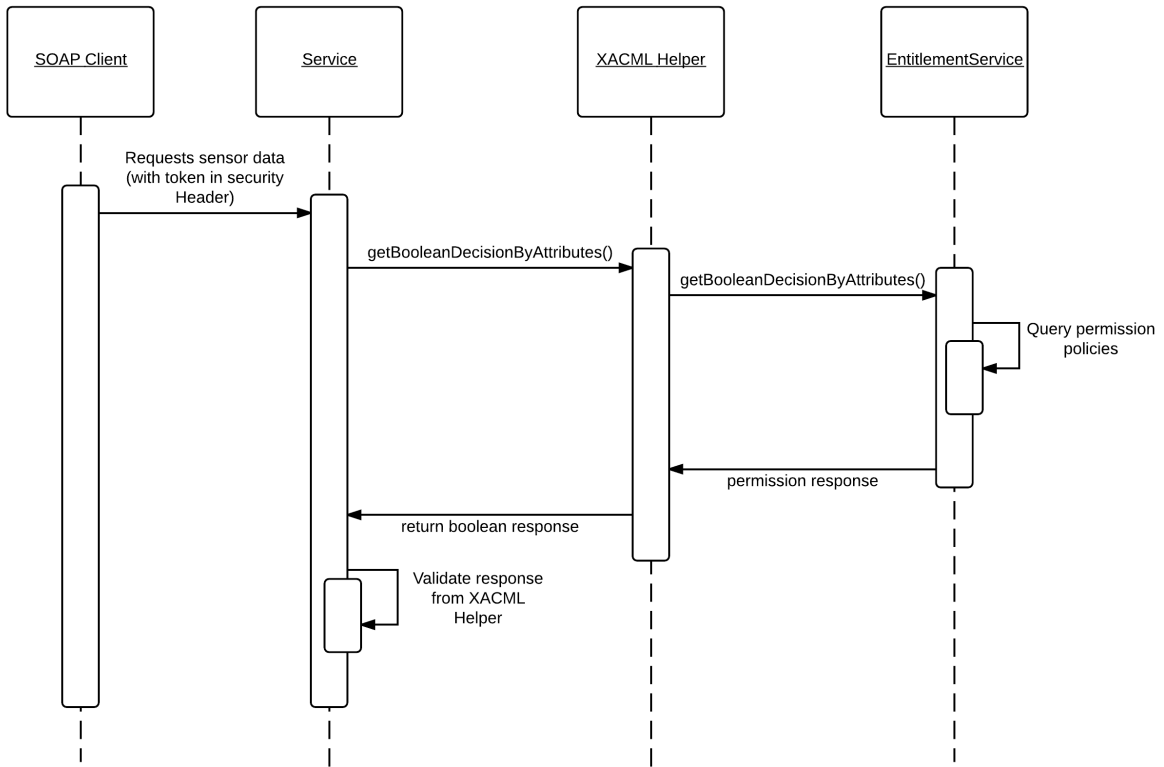 SOAP Client
Service
XACML Helper
EntitlementService
Requests sensor data
(with token in security
Header)
getBooleanDecisionByAttributes()
getBooleanDecisionByAttributes()
Query permission
policies
permission response
return boolean response
Validate response
from XACML
Helper